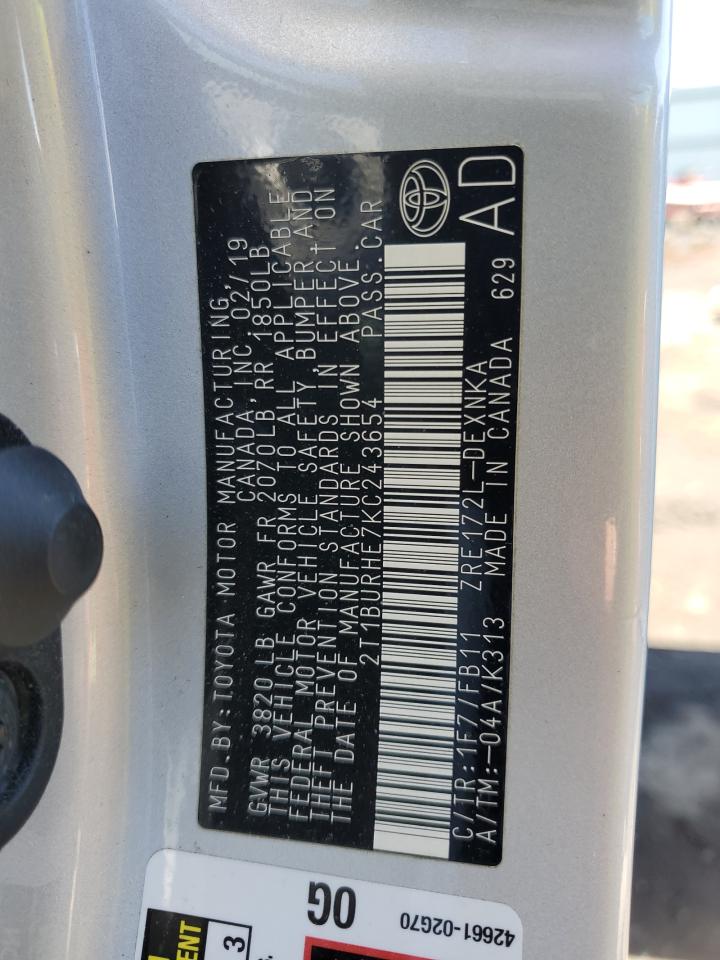 MFD.BY:TOYOTA MOTOR MANUFACTURING,
CANADA,INC.02/19
GVWR 3820 LB GAWR FR 2070LB,RR 1850LB
THIS VEHICLE CONFORMS TO ALL APPLICABLE
FEDERAL MOTOR VEHICLE SAFETY,BUMPER,AND
THEFT PREVENTION STANDARDS IN EFFECT ON
THE DATE OF MANUFACTURE SHOWN ABOVE.
2T1BURHE7KC243654 PASS.CAR
C/TR:1F7/FB11 ZRE172L-DEXNKA
A/TM:-04A/K313 MADE IN CANADA 629
AD
0G
42661-02G70
3